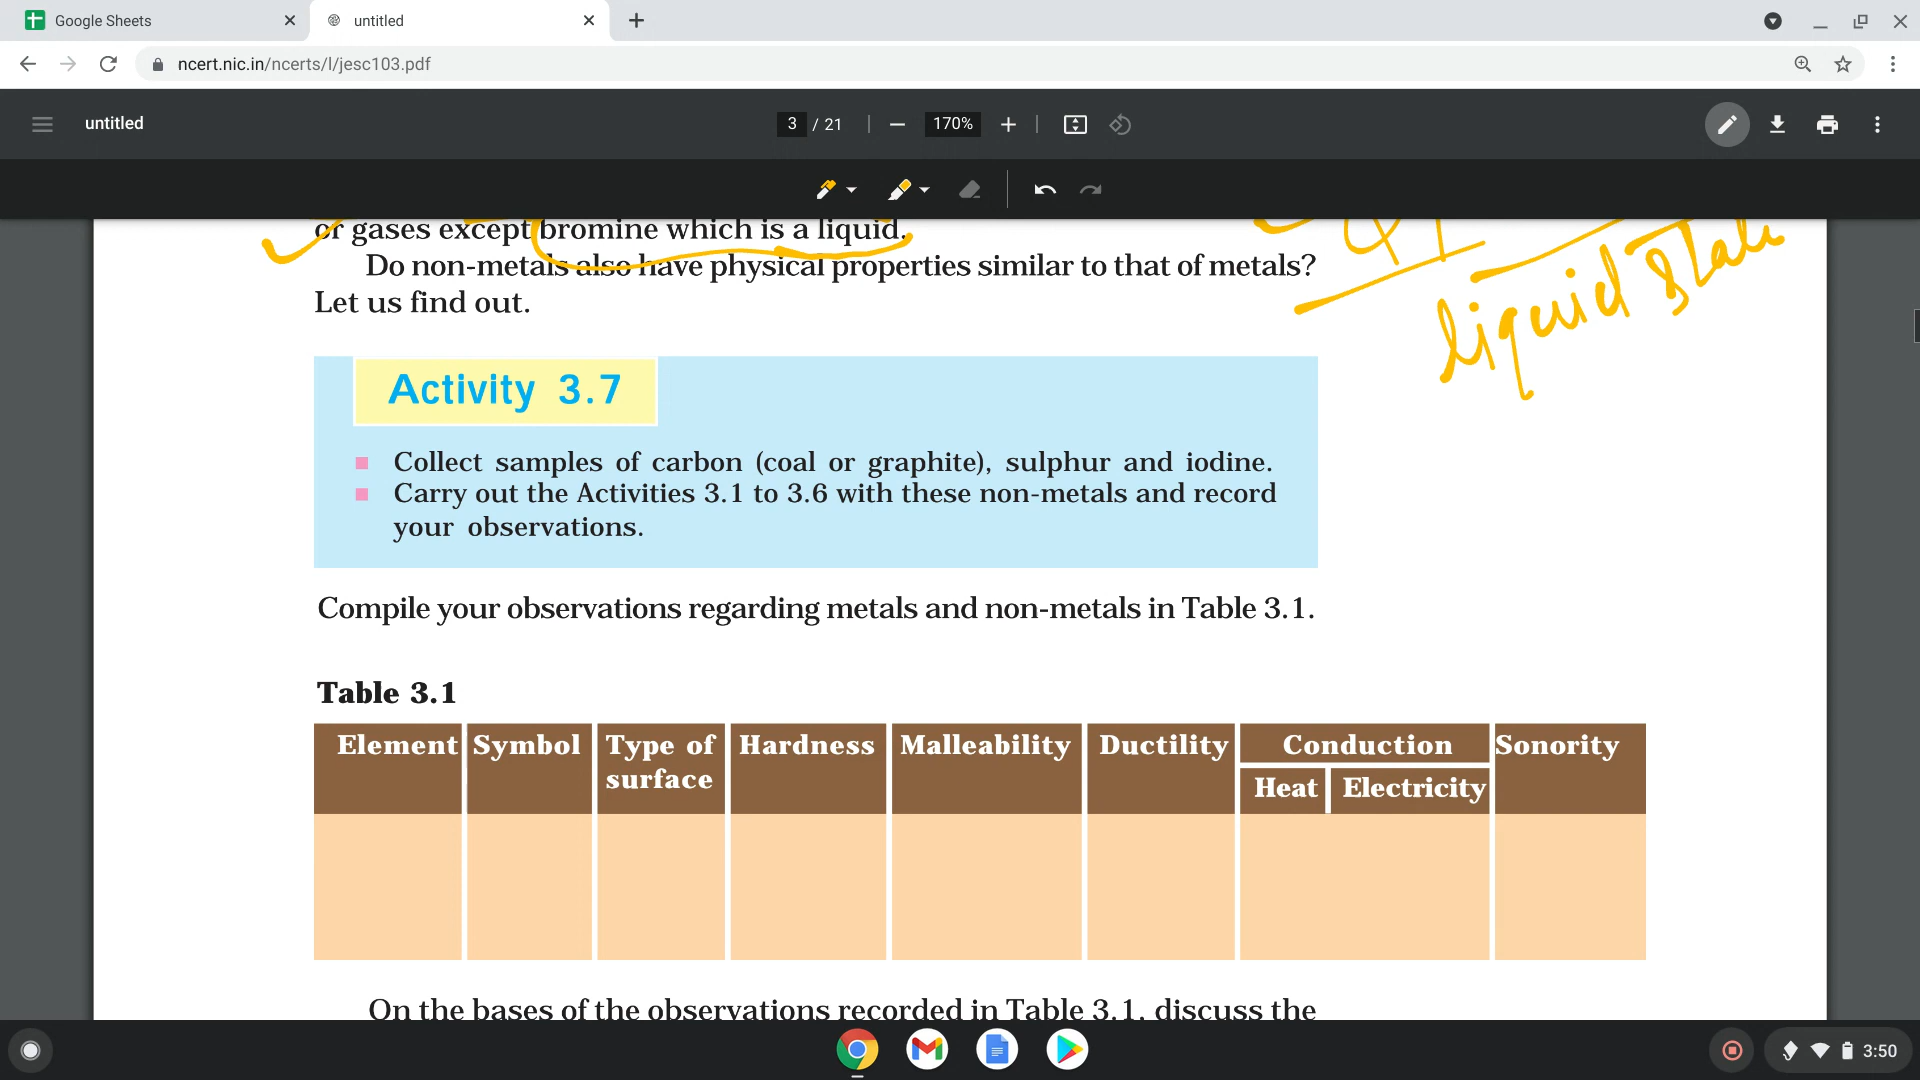 Google Sheets
untitled
ncert.nic.in/ncerts/l/jesc103.pdf
untitled
3 / 21
170%
or gases except bromine which is a liquid.
Do non-metals also have physical properties similar to that of metals?
Let us find out.
liquid state
Activity 3.7
Collect samples of carbon (coal or graphite), sulphur and iodine.
Carry out the Activities 3.1 to 3.6 with these non-metals and record
your observations.
Compile your observations regarding metals and non-metals in Table 3.1.
Table 3.1
Element Symbol Type of Hardness Malleability Ductility Conduction Sonority
surface Heat Electricity
On the bases of the observations recorded in Table 3.1, discuss the
3:50